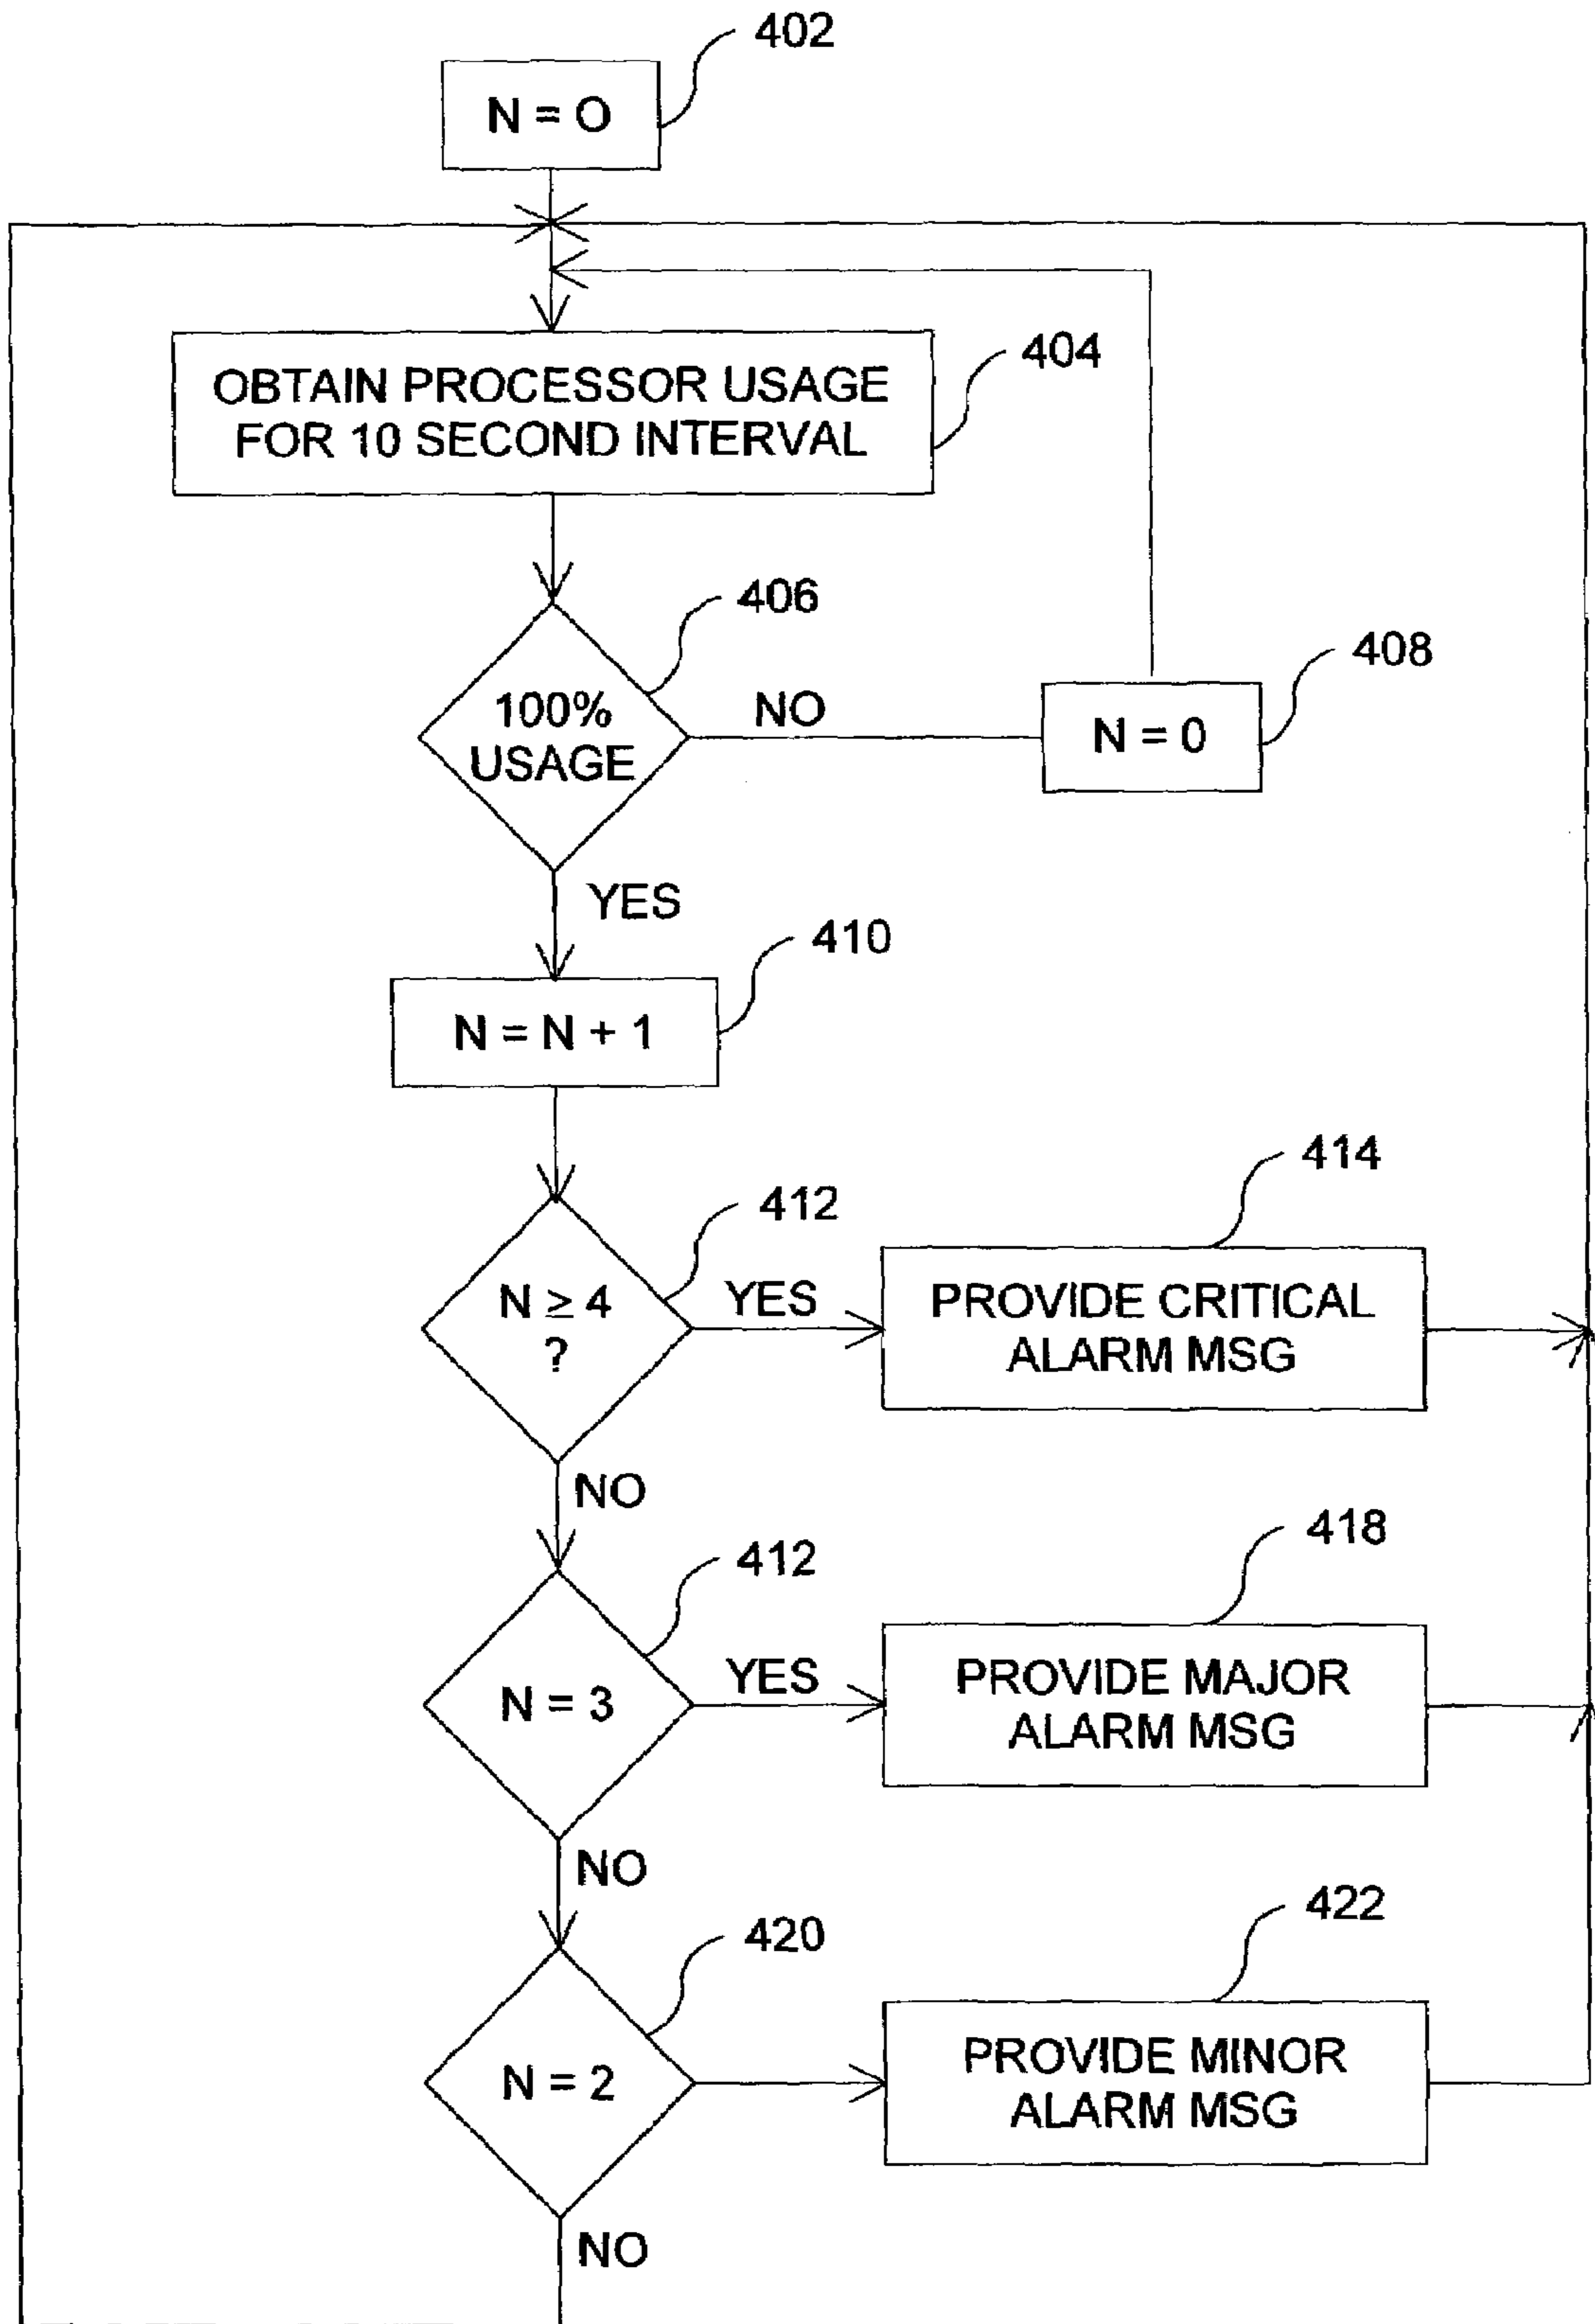 402
N = O
404
OBTAIN PROCESSOR USAGE
FOR 10 SECOND INTERVAL
406
100%
USAGE
NO
408
N = 0
YES
410
N = N + 1
412
N ≥ 4
?
YES
414
PROVIDE CRITICAL
ALARM MSG
NO
412
N = 3
YES
418
PROVIDE MAJOR
ALARM MSG
NO
420
N = 2
422
PROVIDE MINOR
ALARM MSG
NO